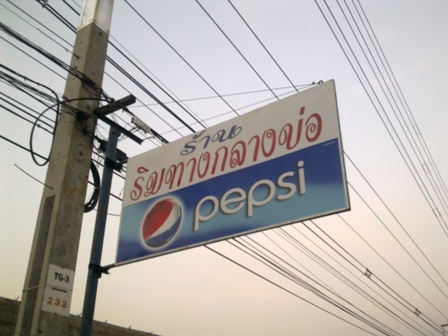 ร้าน
ริมทางกลางบ่อ
pepsi
TG-3
232